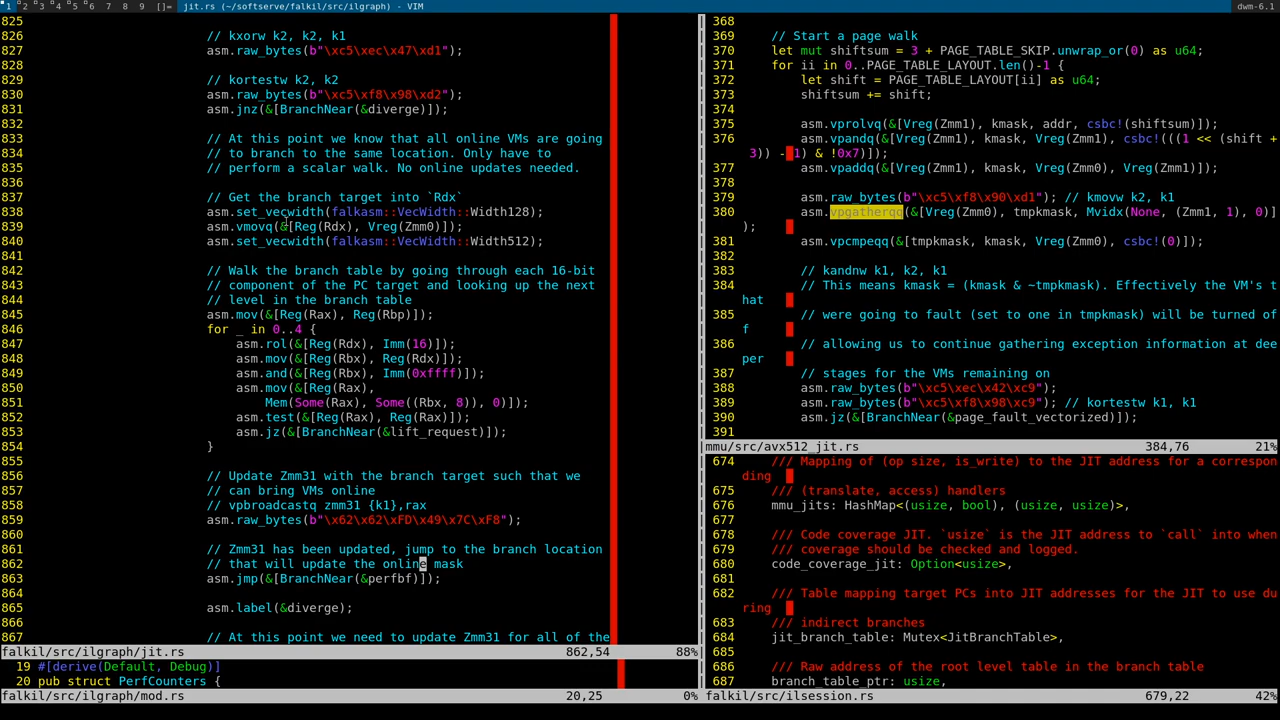 1 2 3 4 5 6 7 8 9 []= jit.rs (~/softserve/falkil/src/ilgraph) - VIM dwm-6.1
825
826 // kxorw k2, k2, k1
827 asm.raw_bytes(b"\xc5\xec\x47\xd1");
828
829 // kortestw k2, k2
830 asm.raw_bytes(b"\xc5\xf8\x98\xd2");
831 asm.jnz(&[BranchNear(&diverge)]);
832
833 // At this point we know that all online VMs are going
834 // to branch to the same location. Only have to
835 // perform a scalar walk. No online updates needed.
836
837 // Get the branch target into `Rdx`
838 asm.set_vecwidth(falkasm::VecWidth::Width128);
839 asm.vmovq(&[Reg(Rdx), Vreg(Zmm0)]);
840 asm.set_vecwidth(falkasm::VecWidth::Width512);
841
842 // Walk the branch table by going through each 16-bit
843 // component of the PC target and looking up the next
844 // level in the branch table
845 asm.mov(&[Reg(Rax), Reg(Rbp)]);
846 for _ in 0..4 {
847 asm.rol(&[Reg(Rdx), Imm(16)]);
848 asm.mov(&[Reg(Rbx), Reg(Rdx)]);
849 asm.and(&[Reg(Rbx), Imm(0xffff)]);
850 asm.mov(&[Reg(Rax),
851 Mem(Some(Rax), Some((Rbx, 8)), 0)]);
852 asm.test(&[Reg(Rax), Reg(Rax)]);
853 asm.jz(&[BranchNear(&lift_request)]);
854 }
855
856 // Update Zmm31 with the branch target such that we
857 // can bring VMs online
858 // vpbroadcastq zmm31 {k1},rax
859 asm.raw_bytes(b"\x62\x62\xFD\x49\x7C\xF8");
860
861 // Zmm31 has been updated, jump to the branch location
862 // that will update the online mask
863 asm.jmp(&[BranchNear(&perfbf)]);
864
865 asm.label(&diverge);
866
867 // At this point we need to update Zmm31 for all of the
falkil/src/ilgraph/jit.rs 862,54 88%
19 #[derive(Default, Debug)]
20 pub struct PerfCounters {
falkil/src/ilgraph/mod.rs 20,25 0%
368
369 // Start a page walk
370 let mut shiftsum = 3 + PAGE_TABLE_SKIP.unwrap_or(0) as u64;
371 for ii in 0..PAGE_TABLE_LAYOUT.len()-1 {
372 let shift = PAGE_TABLE_LAYOUT[ii] as u64;
373 shiftsum += shift;
374
375 asm.vprolvq(&[Vreg(Zmm1), kmask, addr, csbc!(shiftsum)]);
376 asm.vpandq(&[Vreg(Zmm1), kmask, Vreg(Zmm1), csbc!(((1 << (shift +
3)) - 1) & !0x7)]);
377 asm.vpaddq(&[Vreg(Zmm1), kmask, Vreg(Zmm0), Vreg(Zmm1)]);
378
379 asm.raw_bytes(b"\xc5\xf8\x90\xd1"); // kmovw k2, k1
380 asm.vpgatherqq(&[Vreg(Zmm0), tmpkmask, Mvidx(None, (Zmm1, 1), 0)]
);
381 asm.vpcmpeqq(&[tmpkmask, kmask, Vreg(Zmm0), csbc!(0)]);
382
383 // kandnw k1, k2, k1
384 // This means kmask = (kmask & ~tmpkmask). Effectively the VM's t
hat
385 // were going to fault (set to one in tmpkmask) will be turned of
f
386 // allowing us to continue gathering exception information at dee
per
387 // stages for the VMs remaining on
388 asm.raw_bytes(b"\xc5\xec\x42\xc9");
389 asm.raw_bytes(b"\xc5\xf8\x98\xc9"); // kortestw k1, k1
390 asm.jz(&[BranchNear(&page_fault_vectorized)]);
391
mmu/src/avx512_jit.rs 384,76 21%
674 /// Mapping of (op size, is_write) to the JIT address for a correspon
ding
675 /// (translate, access) handlers
676 mmu_jits: HashMap<(usize, bool), (usize, usize)>,
677
678 /// Code coverage JIT. `usize` is the JIT address to `call` into when
679 /// coverage should be checked and logged.
680 code_coverage_jit: Option<usize>,
681
682 /// Table mapping target PCs into JIT addresses for the JIT to use du
ring
683 /// indirect branches
684 jit_branch_table: Mutex<JitBranchTable>,
685
686 /// Raw address of the root level table in the branch table
687 branch_table_ptr: usize,
falkil/src/ilsession.rs 679,22 42%